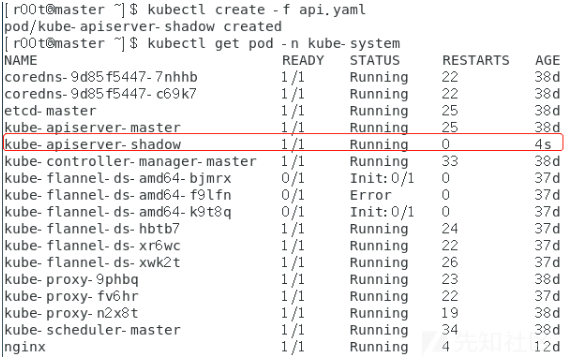 [r00t@master ~]$ kubectl create -f api.yaml
pod/kube-apiserver-shadow created
[r00t@master ~]$ kubectl get pod -n kube-system
NAME READY STATUS RESTARTS AGE
coredns-9d85f5447-7nhhb 1/1 Running 22 38d
coredns-9d85f5447-c69k7 1/1 Running 22 38d
etcd-master 1/1 Running 25 38d
kube-apiserver-master 1/1 Running 25 38d
kube-apiserver-shadow 1/1 Running 0 4s
kube-controller-manager-master 1/1 Running 33 38d
kube-flannel-ds-amd64-bjmrx 0/1 Init:0/1 0 37d
kube-flannel-ds-amd64-f9lfn 0/1 Error 0 37d
kube-flannel-ds-amd64-k9t8q 0/1 Init:0/1 0 37d
kube-flannel-ds-hbtb7 1/1 Running 24 37d
kube-flannel-ds-xr6wc 1/1 Running 22 37d
kube-flannel-ds-xwk2t 1/1 Running 26 37d
kube-proxy-9phbq 1/1 Running 23 38d
kube-proxy-fv6hr 1/1 Running 22 37d
kube-proxy-n2x8t 1/1 Running 19 38d
kube-scheduler-master 1/1 Running 34 38d
nginx 1/1 Running 4 12d
先知社区